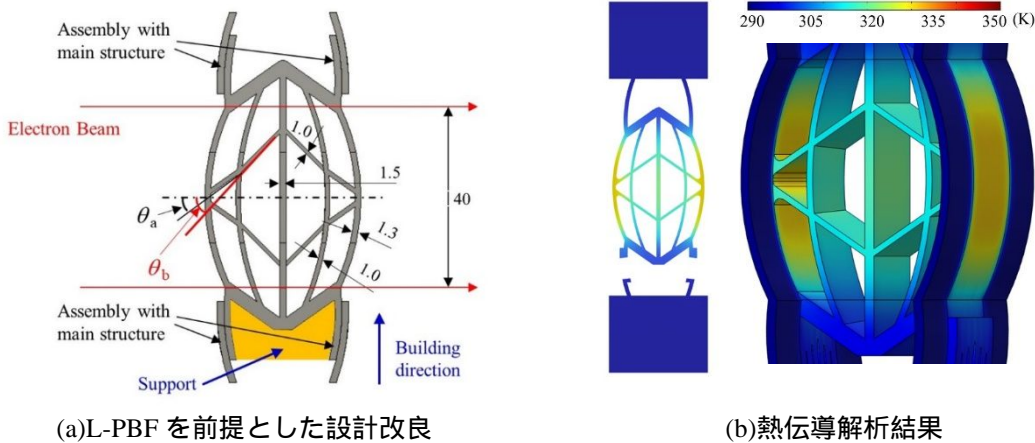 Assembly with
main structure
Electron Beam
1.0
1.5
40
θa
θb
1.3
1.0
Assembly with
main structure
Support
Building
direction
(a)L-PBF を前提とした設計改良
290 305 320 335 350 (K)
(b)熱伝導解析結果